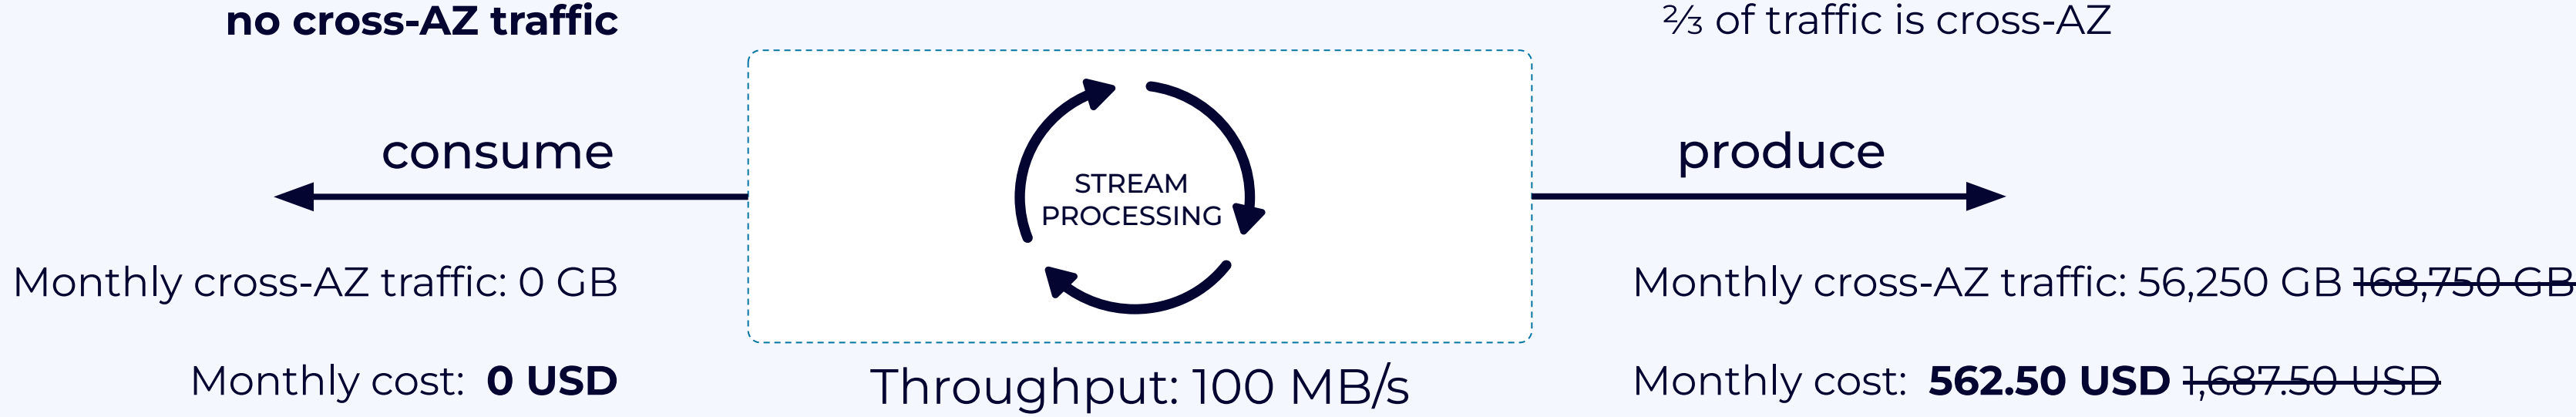 no cross-AZ traffic
⅔ of traffic is cross-AZ
consume
STREAM
PROCESSING
produce
Monthly cross-AZ traffic: 0 GB
Monthly cross-AZ traffic: 56,250 GB 168,750 GB
Monthly cost: 0 USD
Throughput: 100 MB/s
Monthly cost: 562.50 USD 1,687.50 USD